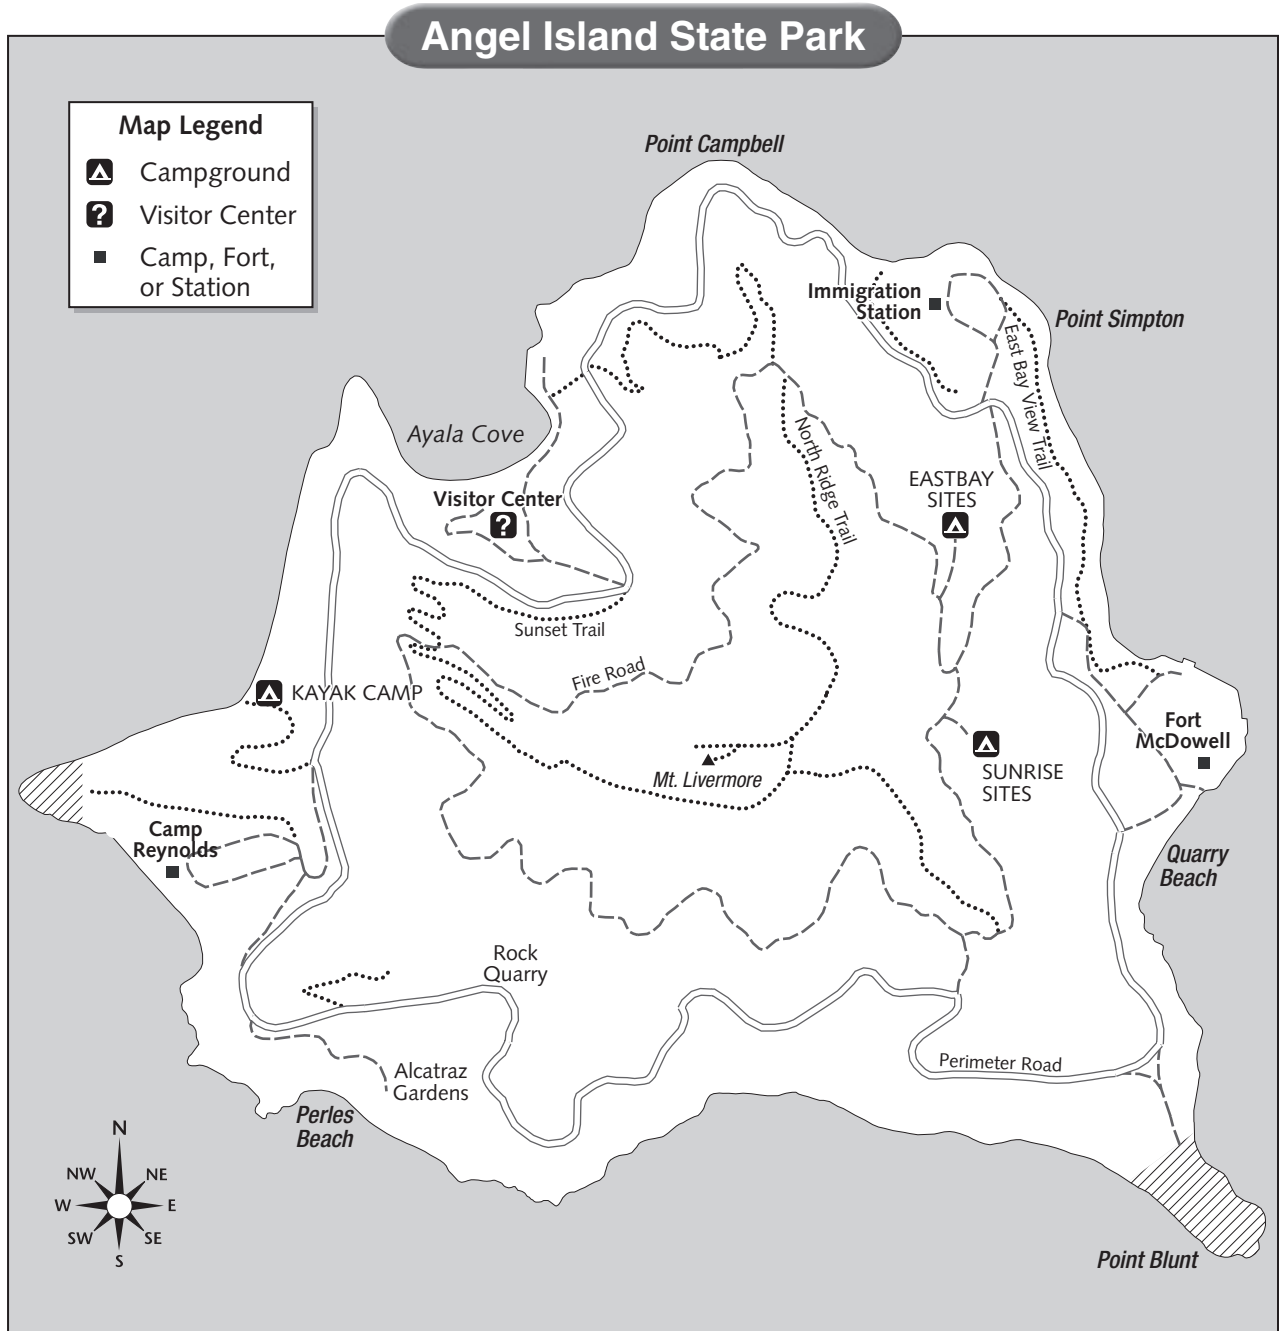 Angel Island State Park
Map Legend
Campground
Visitor Center
Camp, Fort,
or Station
Point Campbell
Immigration
Station
Point Simpton
East Bay View Trail
Ayala Cove
North Ridge Trail
EASTBAY
SITES
Visitor Center
?
Sunset Trail
Fire Road
KAYAK CAMP
Fort
McDowell
Mt. Livermore
SUNRISE
SITES
Camp
Reynolds
Quarry
Beach
Rock
Quarry
Perimeter Road
Alcatraz
Gardens
Perles
Beach
N
NW NE
W E
SW SE
S
Point Blunt